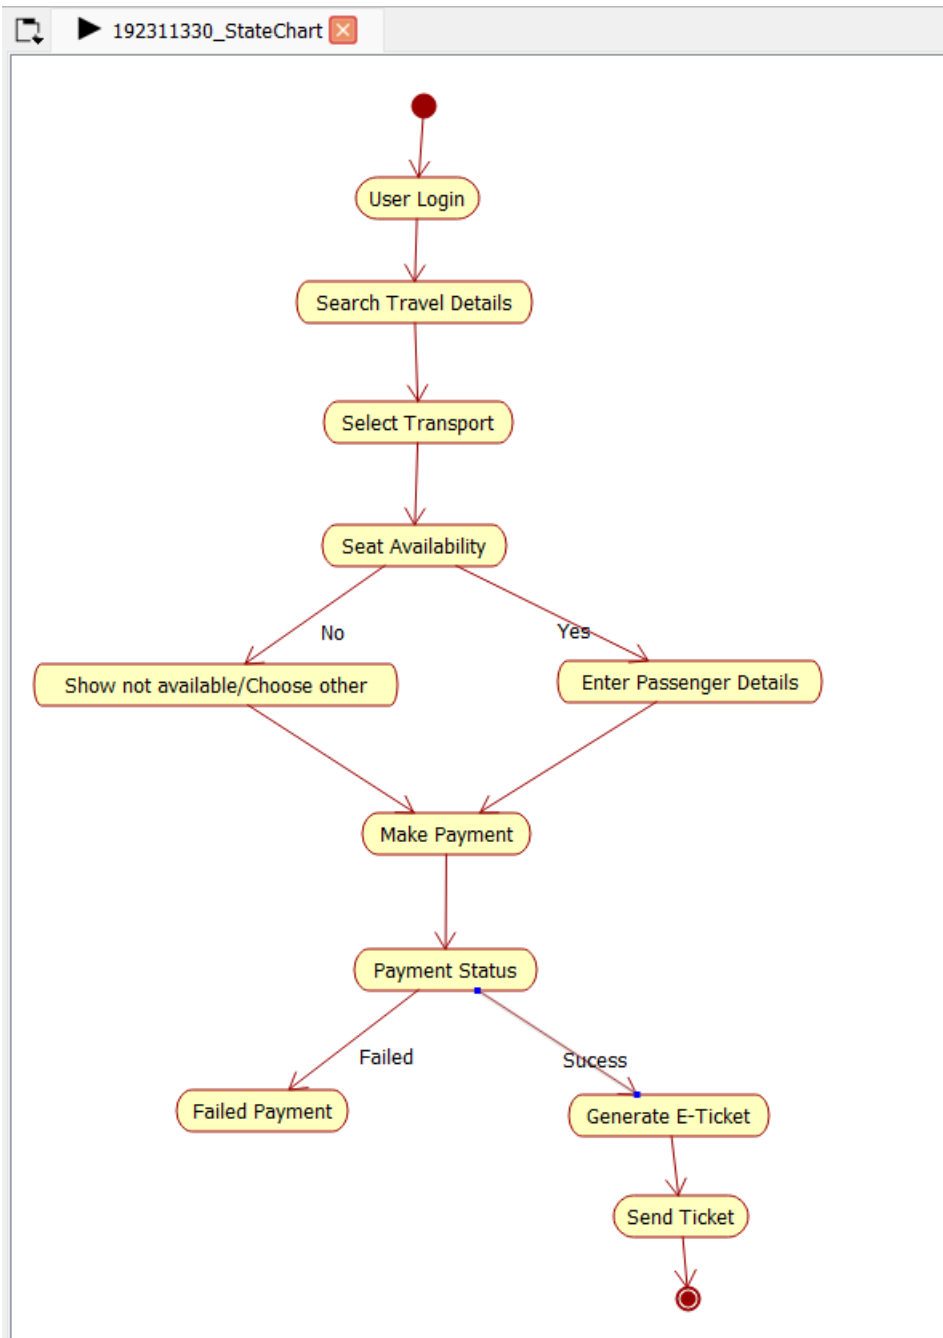 192311330_StateChart
User Login
Search Travel Details
Select Transport
Seat Availability
No
Yes
Show not available/Choose other
Enter Passenger Details
Make Payment
Payment Status
Failed
Sucess
Failed Payment
Generate E-Ticket
Send Ticket